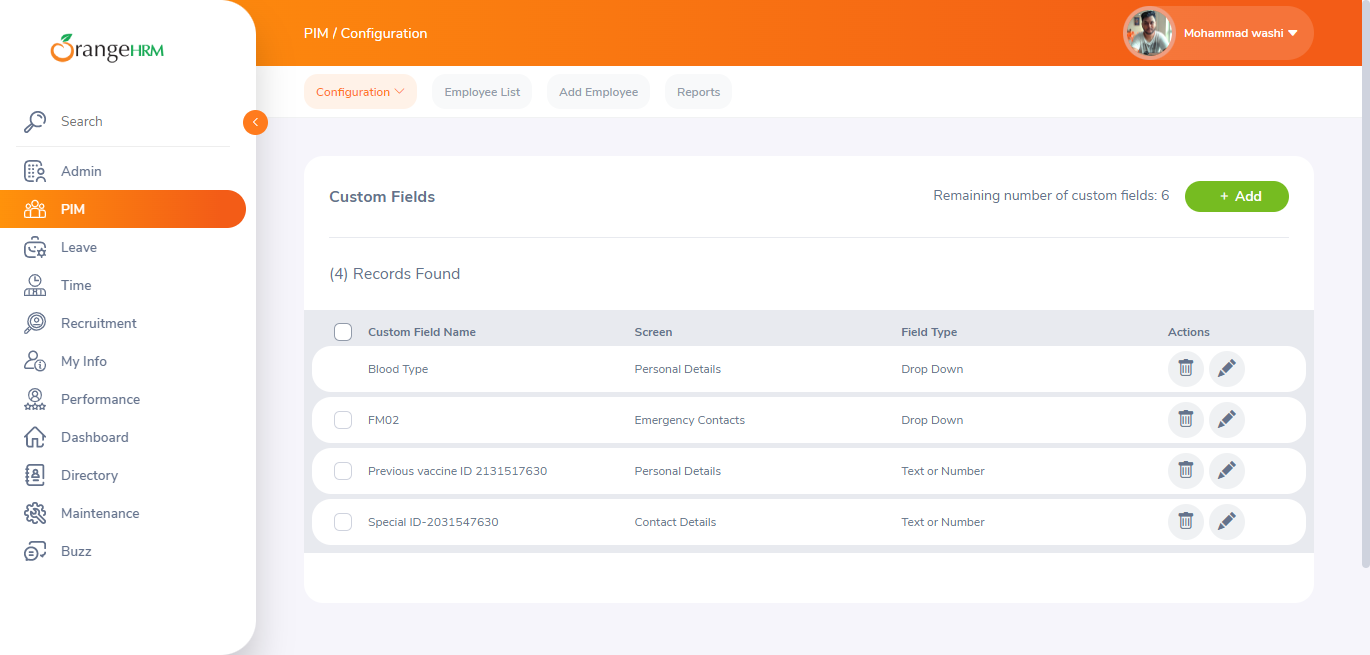 OrangeHRM
PIM / Configuration
Mohammad washi
Configuration
Employee List
Add Employee
Reports
Search
Admin
PIM
Leave
Time
Recruitment
My Info
Performance
Dashboard
Directory
Maintenance
Buzz
Custom Fields
Remaining number of custom fields: 6
+ Add
(4) Records Found
Custom Field Name Screen Field Type Actions
Blood Type Personal Details Drop Down
FM02 Emergency Contacts Drop Down
Previous vaccine ID 2131517630 Personal Details Text or Number
Special ID-2031547630 Contact Details Text or Number